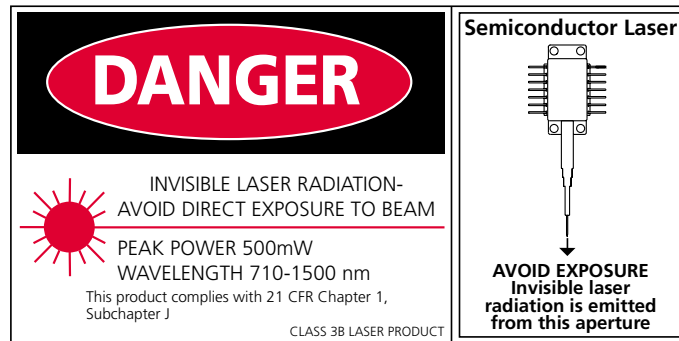 DANGER
INVISIBLE LASER RADIATION-
AVOID DIRECT EXPOSURE TO BEAM
PEAK POWER 500mW
WAVELENGTH 710-1500 nm
This product complies with 21 CFR Chapter 1,
Subchapter J
CLASS 3B LASER PRODUCT
Semiconductor Laser
AVOID EXPOSURE
Invisible laser
radiation is emitted
from this aperture